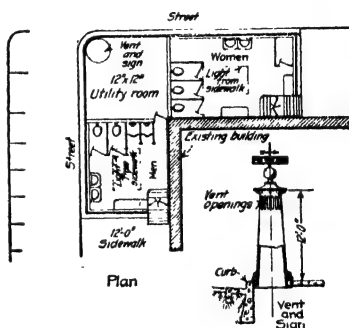 Street
Vent
and
sign
12"x12"
Utility room
Women
Light
from
sidewalk
Existing building
Street
Light
from
sidewalk
Men
Vent
openings
12'-0"
12'-0"
Sidewalk
Curb
Plan
Vent
and
Sign